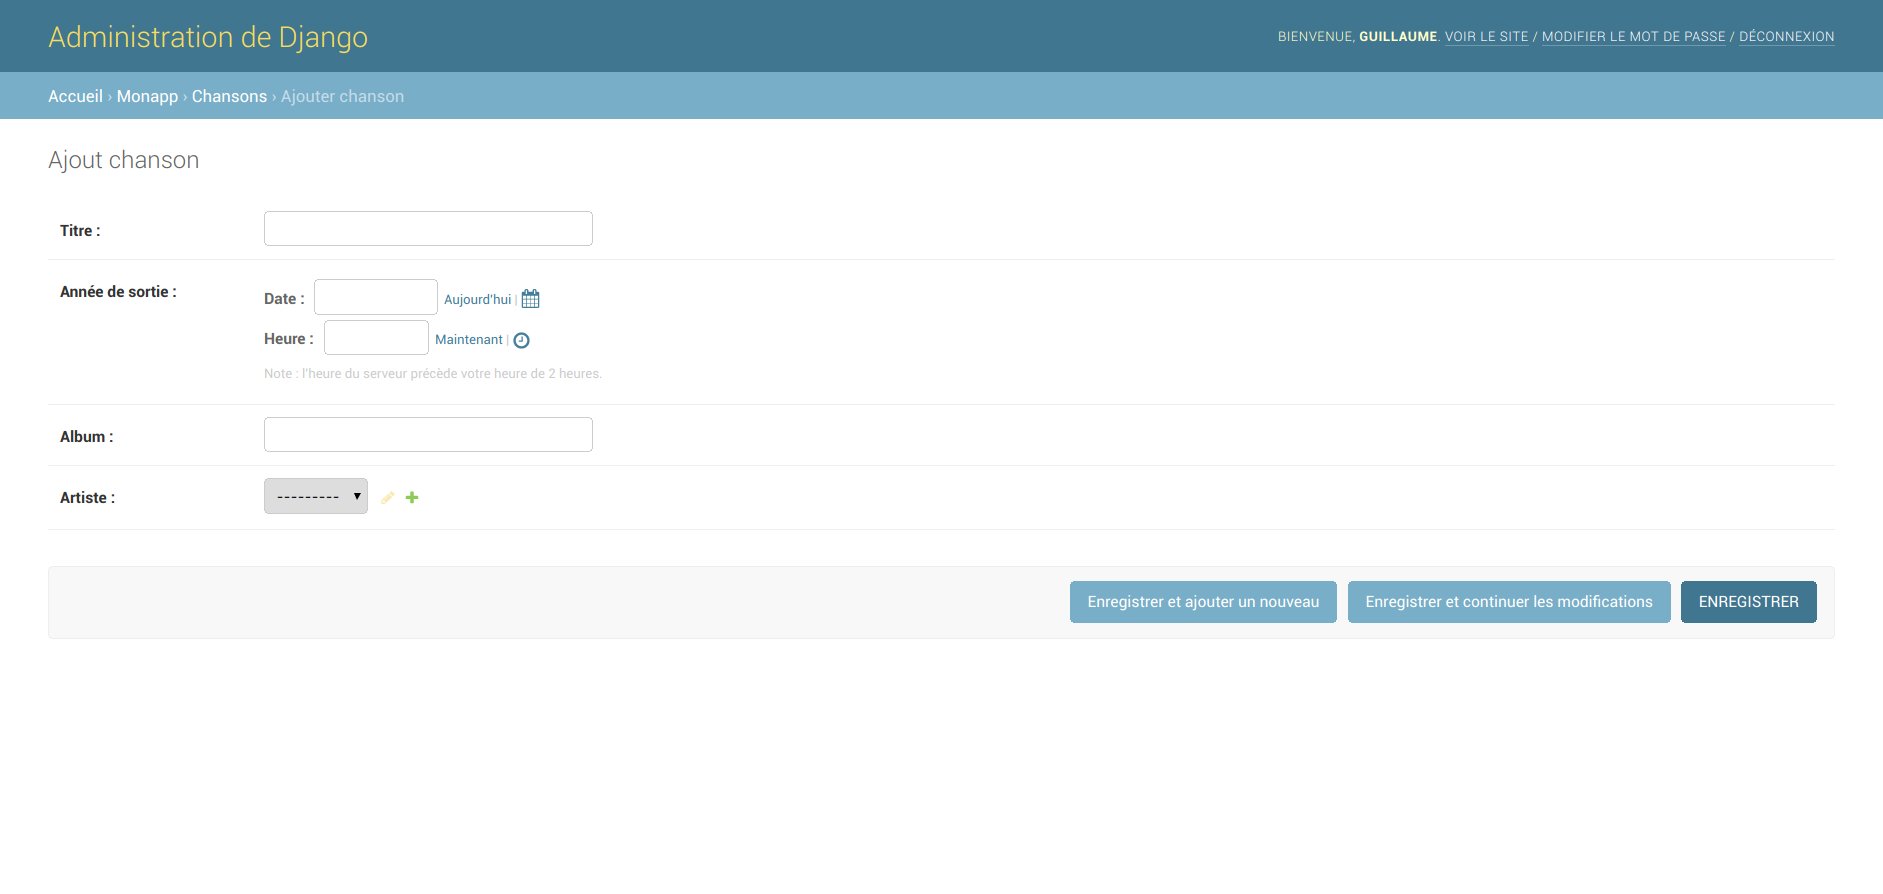 Administration de Django
BIENVENUE, GUILLAUME. VOIR LE SITE / MODIFIER LE MOT DE PASSE / DÉCONNEXION
Accueil › Monapp › Chansons › Ajouter chanson
Ajout chanson
Titre :
Année de sortie :
Date : Aujourd'hui |
Heure : Maintenant |
Note : l'heure du serveur précède votre heure de 2 heures.
Album :
Artiste :
---------
Enregistrer et ajouter un nouveau
Enregistrer et continuer les modifications
ENREGISTRER